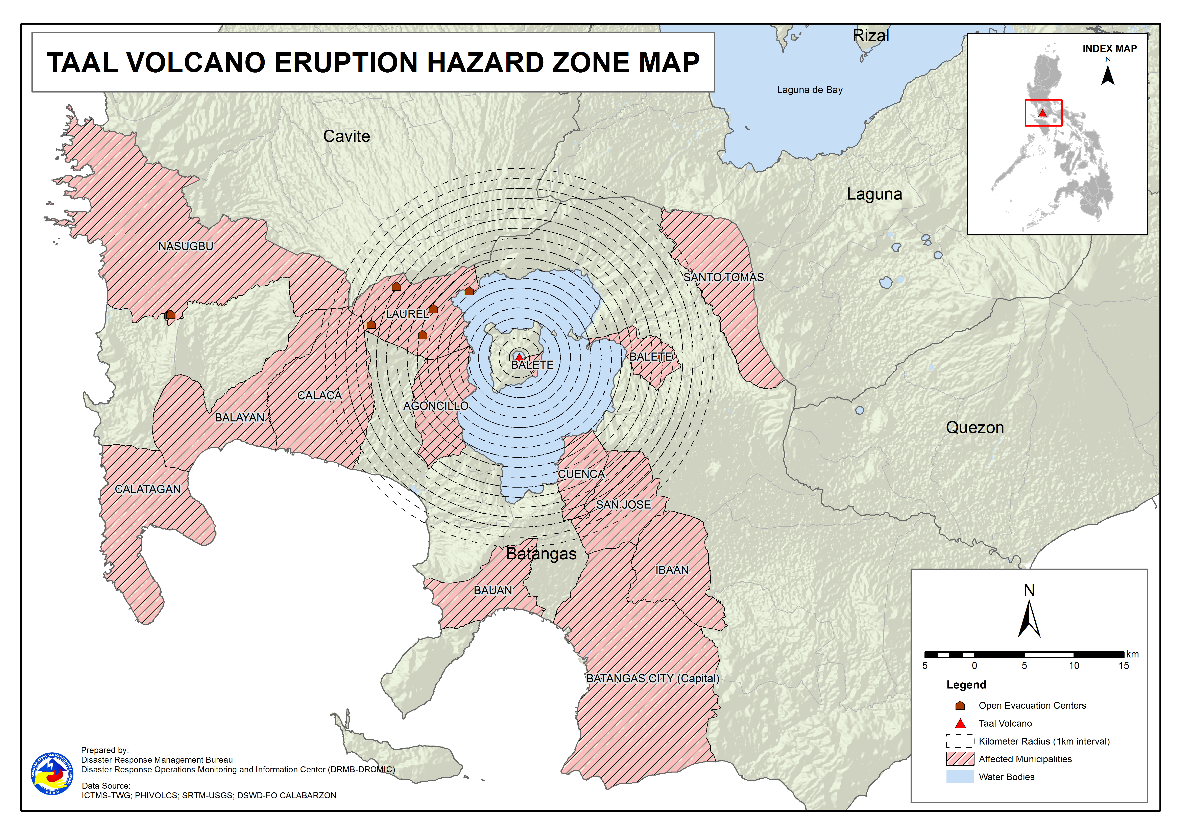 TAAL VOLCANO ERUPTION HAZARD ZONE MAP
Rizal
INDEX MAP
N
Laguna de Bay
Cavite
Laguna
NASUGBU
SANTO TOMAS
LAUREL
BALETE
BALETE
CALACA
AGONCILLO
BALAYAN
Quezon
CUENCA
CALATAGAN
SAN JOSE
Batangas
IBAAN
BAUAN
BATANGAS CITY (Capital)
N
km
5 0 5 10 15
Legend
Open Evacuation Centers
Taal Volcano
Kilometer Radius (1km interval)
Affected Municipalities
Water Bodies
Prepared by:
Disaster Response Management Bureau
Disaster Response Operations Monitoring and Information Center (DRMB-DROMIC)
Data Source:
ICTMS-TWG; PHIVOLCS; SRTM-USGS; DSWD-FO CALABARZON